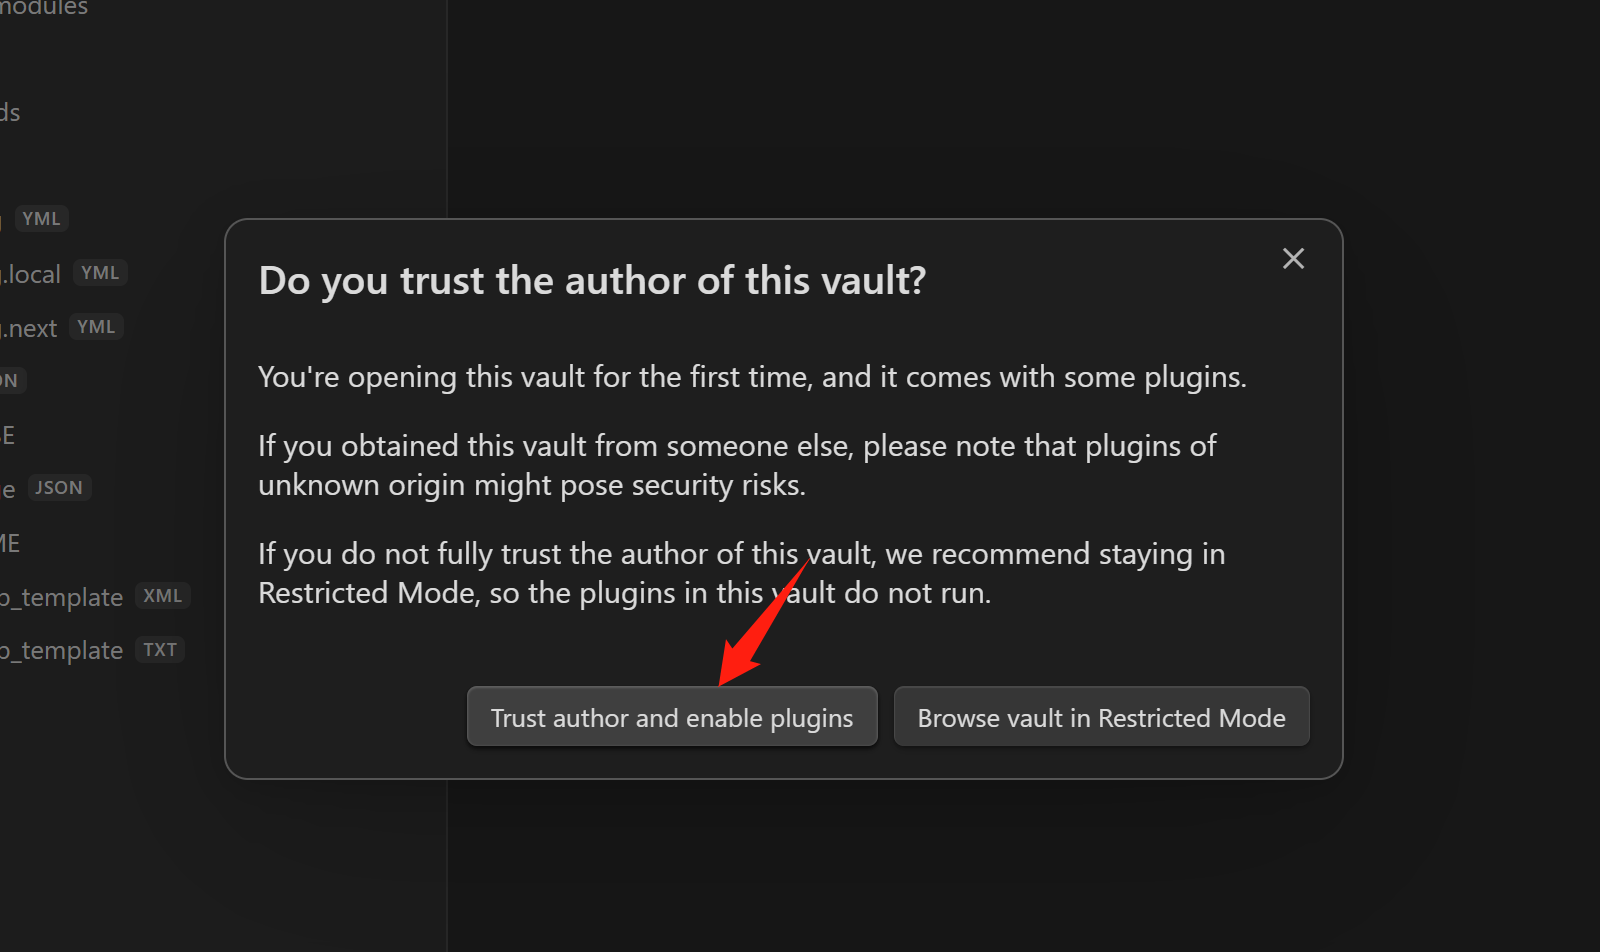 modules
ds
YML
.local YML
.next YML
ON
E
e JSON
ME
p_template XML
p_template TXT
Do you trust the author of this vault?
You're opening this vault for the first time, and it comes with some plugins.
If you obtained this vault from someone else, please note that plugins of
unknown origin might pose security risks.
If you do not fully trust the author of this vault, we recommend staying in
Restricted Mode, so the plugins in this vault do not run.
Trust author and enable plugins
Browse vault in Restricted Mode